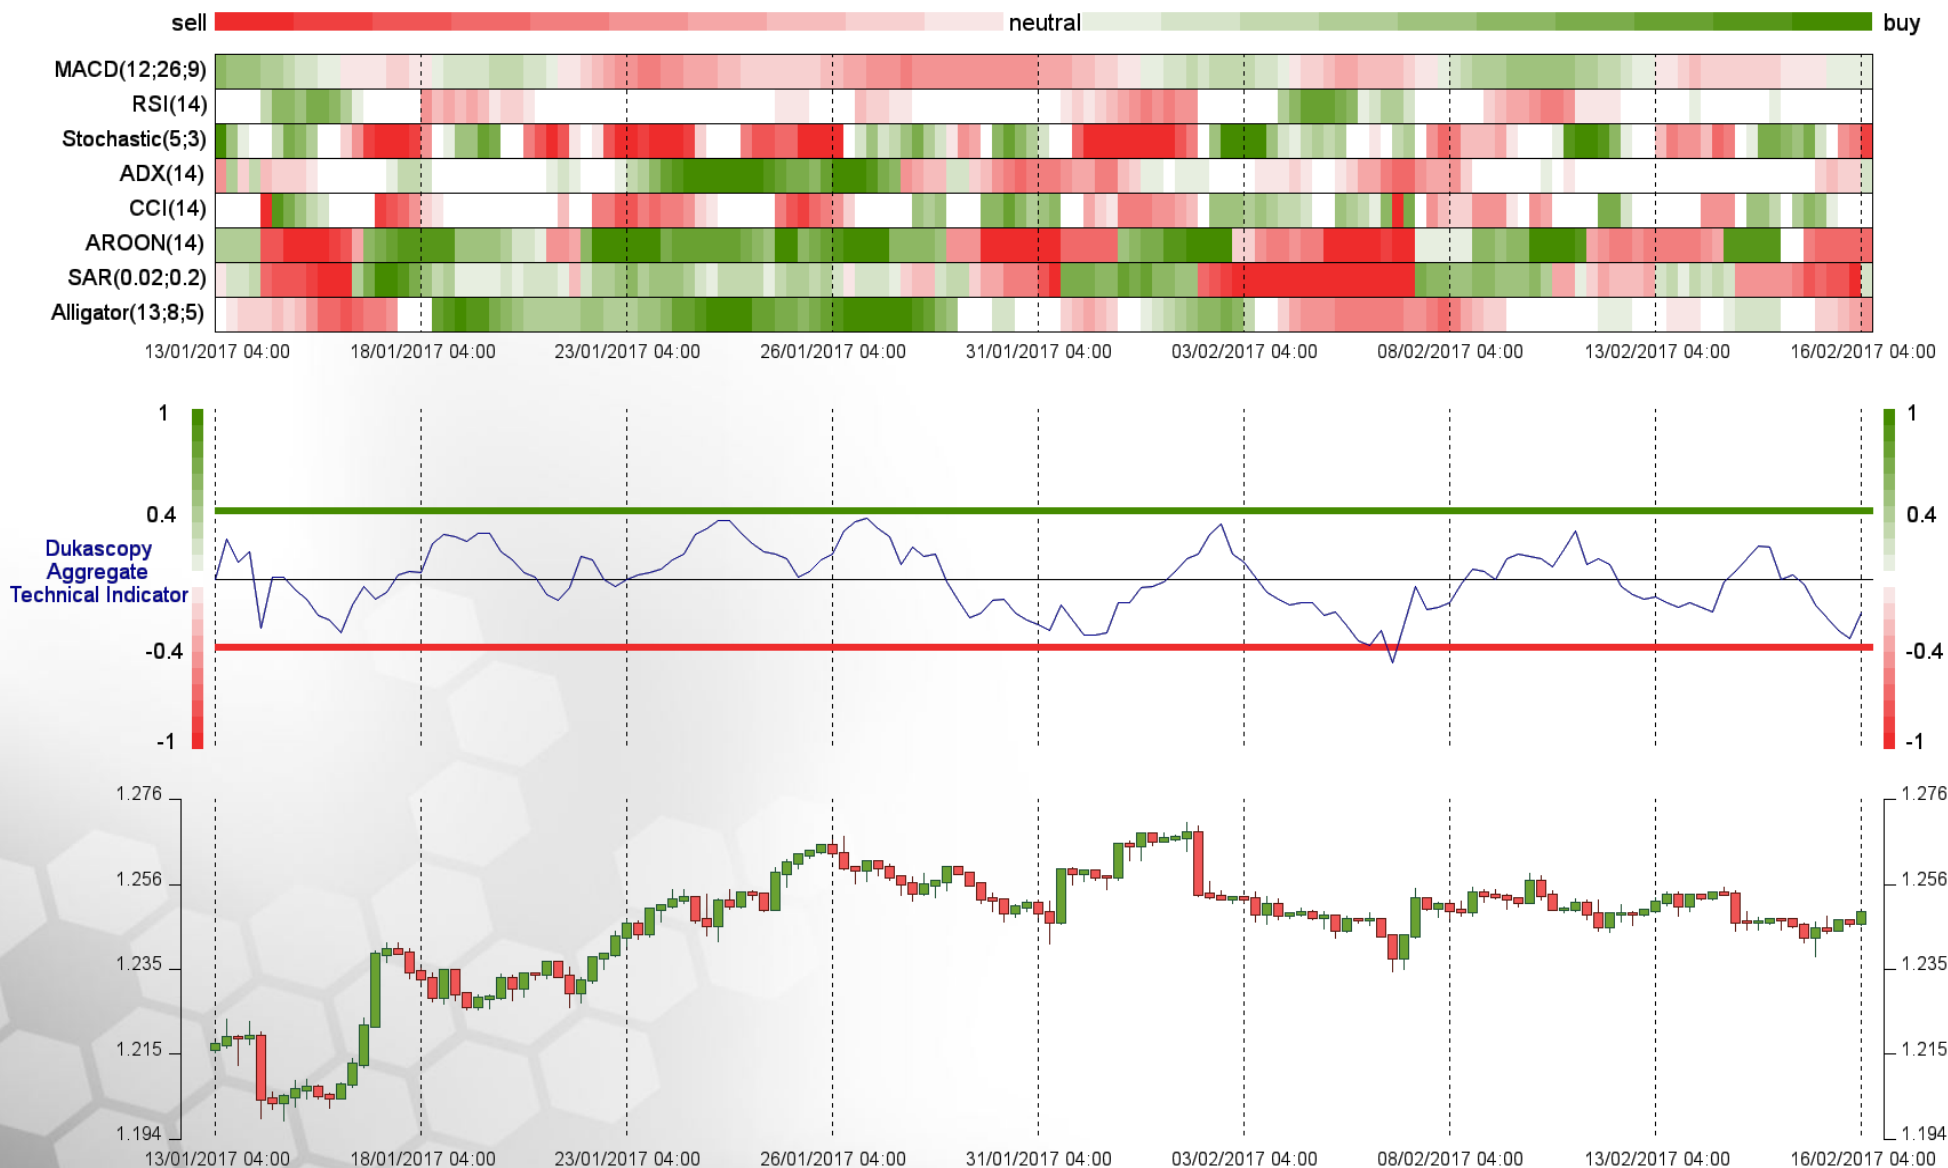 sell neutral buy
MACD(12;26;9)
RSI(14)
Stochastic(5;3)
ADX(14)
CCI(14)
AROON(14)
SAR(0.02;0.2)
Alligator(13;8;5)
13/01/2017 04:00 18/01/2017 04:00 23/01/2017 04:00 26/01/2017 04:00 31/01/2017 04:00 03/02/2017 04:00 08/02/2017 04:00 13/02/2017 04:00 16/02/2017 04:00
1 1
0.4 0.4
Dukascopy
Aggregate
Technical Indicator
-0.4 -0.4
-1 -1
1.276 1.276
1.256 1.256
1.235 1.235
1.215 1.215
1.194 1.194
13/01/2017 04:00 18/01/2017 04:00 23/01/2017 04:00 26/01/2017 04:00 31/01/2017 04:00 03/02/2017 04:00 08/02/2017 04:00 13/02/2017 04:00 16/02/2017 04:00